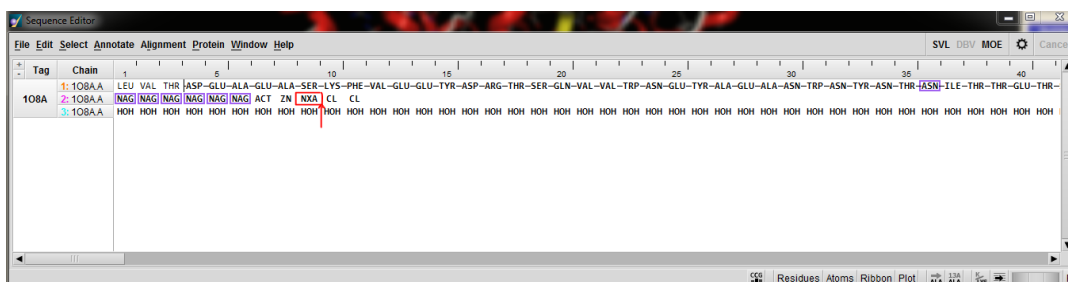 Sequence Editor
File Edit Select Annotate Alignment Protein Window Help SVL DBV MOE Cance
Tag Chain 1 5 10 15 20 25 30 35 40
1: 1O8A.A LEU VAL THR ASP-GLU-ALA-GLU-ALA-SER-LYS-PHE-VAL-GLU-GLU-TYR-ASP-ARG-THR-SER-GLN-VAL-VAL-TRP-ASN-GLU-TYR-ALA-GLU-ALA-ASN-TRP-ASN-TYR-ASN-THR-ASN-ILE-THR-THR-GLU-THR-
1O8A 2: 1O8A.A NAG NAG NAG NAG NAG NAG ACT ZN NXA CL CL
3: 1O8A.A HOH HOH HOH HOH HOH HOH HOH HOH HOH HOH HOH HOH HOH HOH HOH HOH HOH HOH HOH HOH HOH HOH HOH HOH HOH HOH HOH HOH HOH HOH HOH HOH HOH HOH HOH HOH HOH HOH HOH HOH HOH
CCG Residues Atoms Ribbon Plot ALA 13A ALA